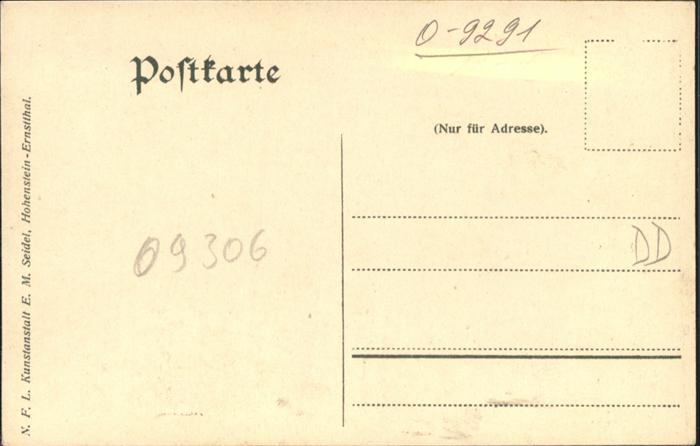 O-9291
Poſtkarte
(Nur für Adresse).
09306
DD
N. F. L. Kunstanstalt E. M. Seidel, Hohenstein-Ernstthal.